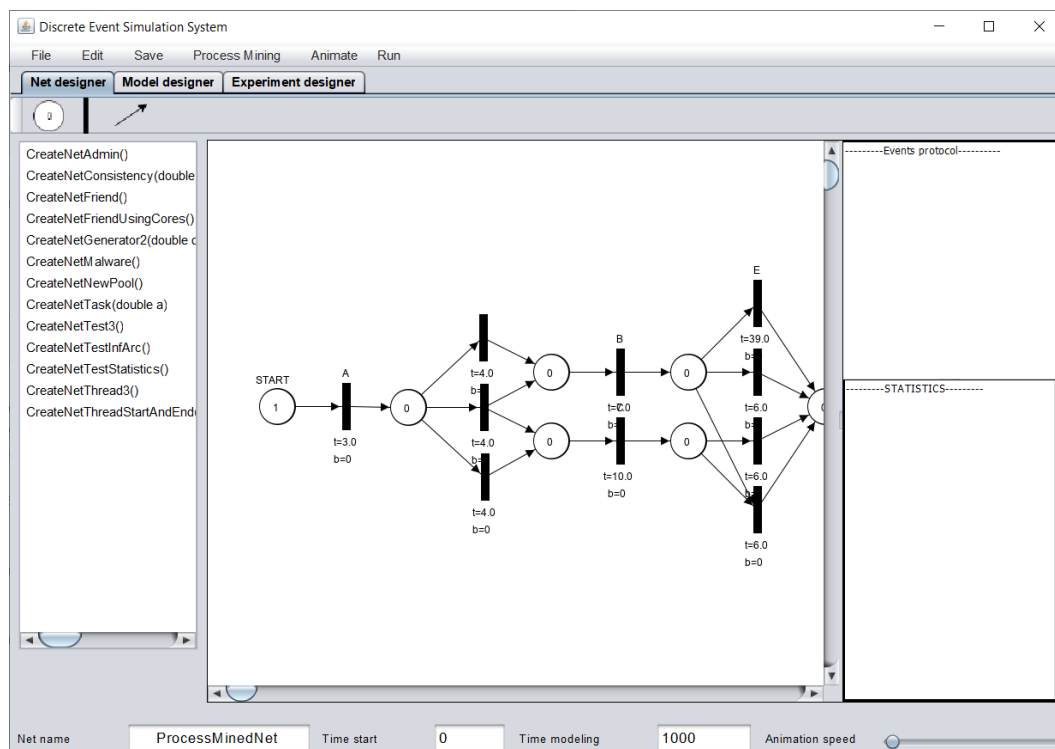 Discrete Event Simulation System
File Edit Save Process Mining Animate Run
Net designer Model designer Experiment designer
0
CreateNetAdmin()
CreateNetConsistency(double
CreateNetFriend()
CreateNetFriendUsingCores()
CreateNetGenerator2(double
CreateNetMalware()
CreateNetNewPool()
CreateNetTask(double a)
CreateNetTest3()
CreateNetTestInfArc()
CreateNetTestStatistics()
CreateNetThread3()
CreateNetThreadStartAndEnd(
---------Events protocol----------
---------STATISTICS---------
E
t=39.0
B
0
0
t=4.0
t=6.0
START
A
1
0
t=3.0
b=0
t=4.0
0
0
t=10.0
b=0
t=6.0
t=4.0
b=0
t=6.0
b=0
Net name ProcessMinedNet Time start 0 Time modeling 1000 Animation speed